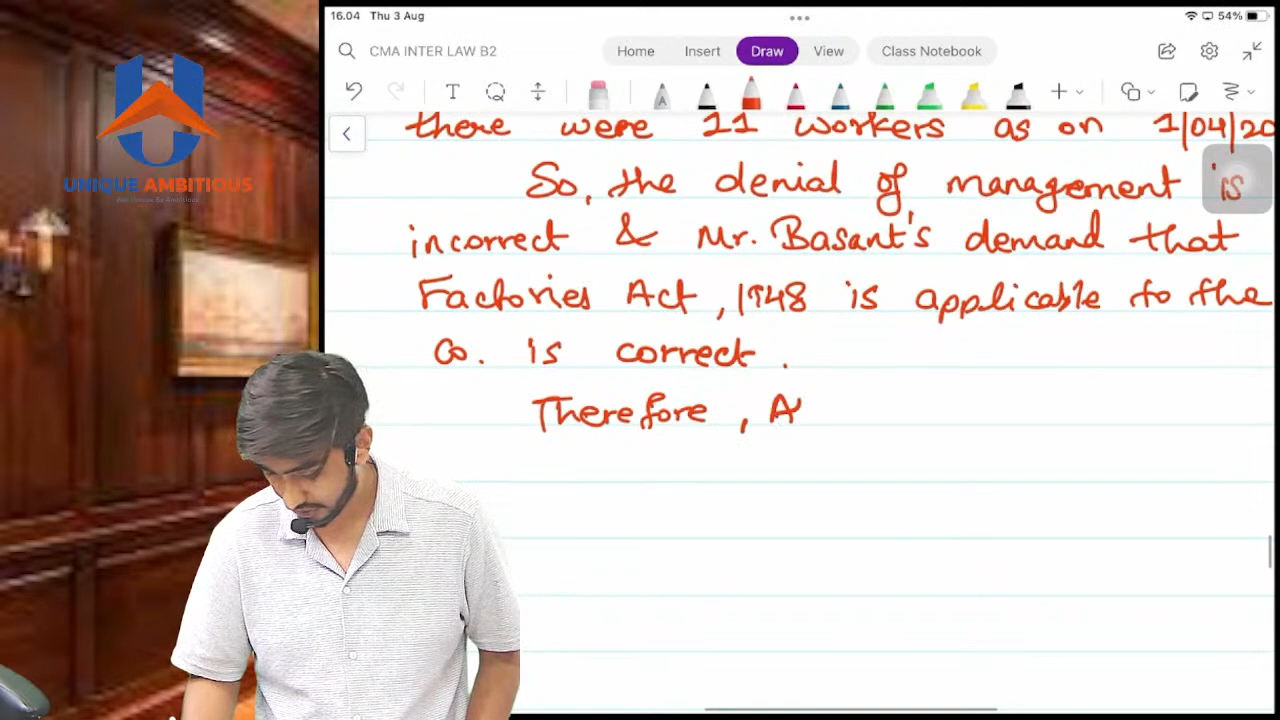 16.04 Thu 3 Aug
54%
CMA INTER LAW B2
Home Insert Draw View Class Notebook
there were 11 workers as on 1/04/20
So, the denial of management is
incorrect & Mr. Basant's demand that
Factories Act, 1948 is applicable to the
Co. is correct.
Therefore, A
UNIQUE AMBITIOUS